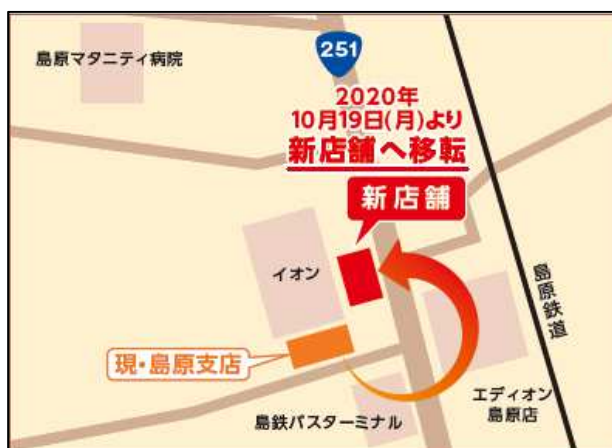 251
島原マタニティ病院
2020年
10月19日(月)より
新店舗へ移転
新店舗
イオン
島原鉄道
現・島原支店
エディオン
島原店
島鉄バスターミナル